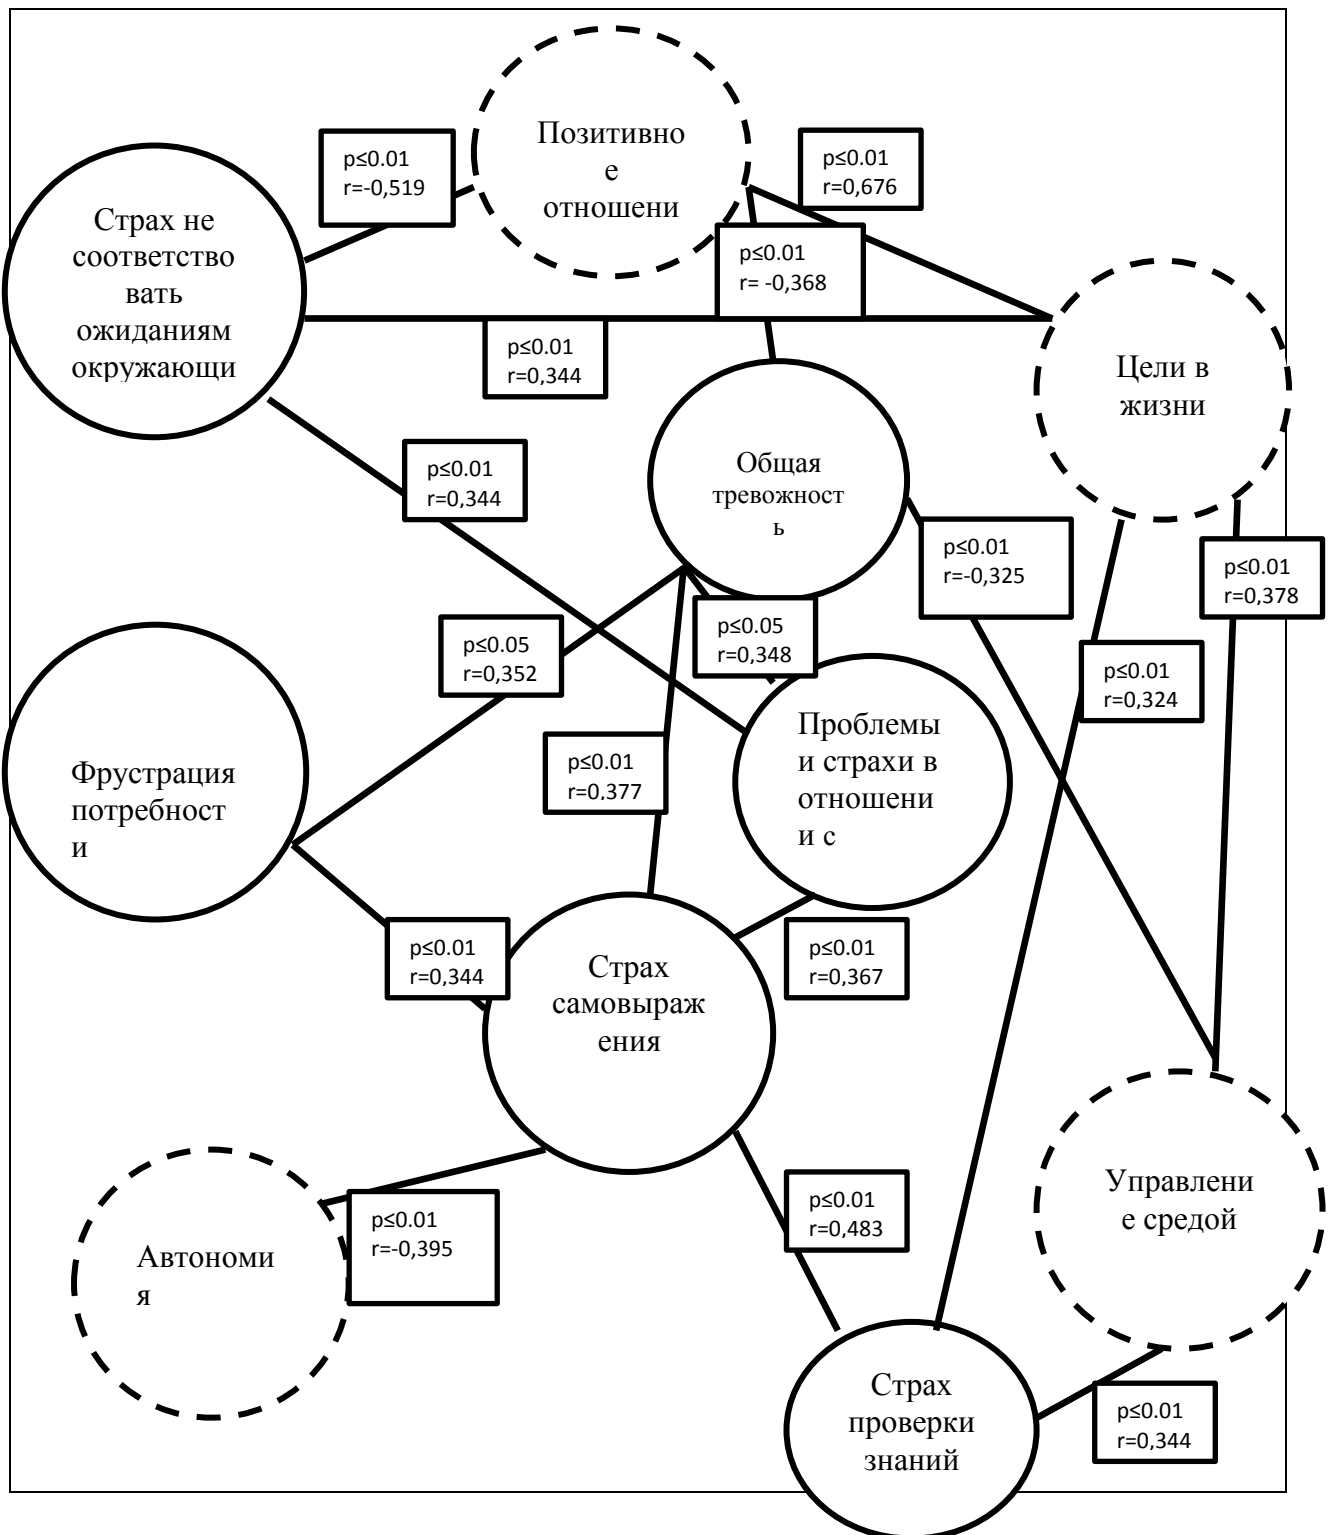 Позитивно
е
отношени
p≤0.01
r=-0,519
p≤0.01
r=0,676
Страх не
соответство
вать
ожиданиям
окружающи
p≤0.01
r= -0,368
p≤0.01
r=0,344
Цели в
жизни
p≤0.01
r=0,344
Общая
тревожност
ь
p≤0.01
r=-0,325
p≤0.01
r=0,378
p≤0.05
r=0,352
p≤0.05
r=0,348
p≤0.01
r=0,324
Фрустрация
потребност
и
p≤0.01
r=0,377
Проблемы
и страхи в
отношени
и с
p≤0.01
r=0,344
Страх
самовыраж
ения
p≤0.01
r=0,367
Автономи
я
p≤0.01
r=-0,395
p≤0.01
r=0,483
Управлени
е средой
Страх
проверки
знаний
p≤0.01
r=0,344